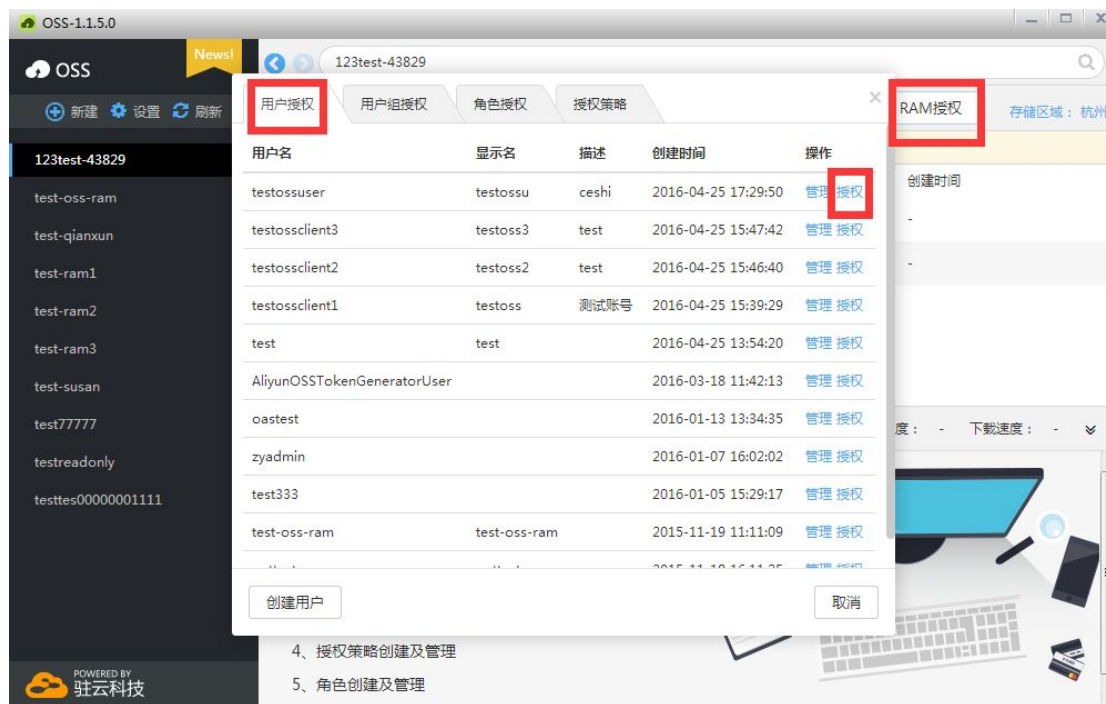 OSS-1.1.5.0
OSS
News!
新建 设置 刷新
123test-43829
test-oss-ram
test-qianxun
test-ram1
test-ram2
test-ram3
test-susan
test77777
testreadonly
testtes00000001111
POWERED BY
驻云科技
123test-43829
RAM授权
存储区域： 杭州
创建时间
-
-
用户授权 用户组授权 角色授权 授权策略
用户名 显示名 描述 创建时间 操作
testossuser testossu ceshi 2016-04-25 17:29:50 管理 授权
testossclient3 testoss3 test 2016-04-25 15:47:42 管理 授权
testossclient2 testoss2 test 2016-04-25 15:46:40 管理 授权
testossclient1 testoss 测试账号 2016-04-25 15:39:29 管理 授权
test test 2016-04-25 13:54:20 管理 授权
AliyunOSSTokenGeneratorUser 2016-03-18 11:42:13 管理 授权
oastest 2016-01-13 13:34:35 管理 授权
zyadmin 2016-01-07 16:02:02 管理 授权
test333 2016-01-05 15:29:17 管理 授权
test-oss-ram test-oss-ram 2015-11-19 11:11:09 管理 授权
创建用户 取消
度： - 下载速度： -
4、授权策略创建及管理
5、角色创建及管理